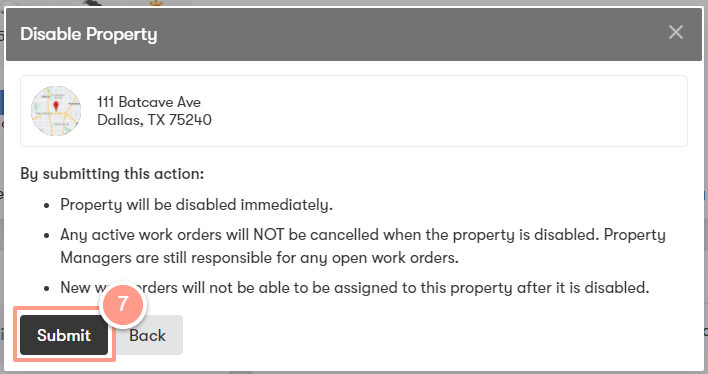 Disable Property
111 Batcave Ave
Dallas, TX 75240
By submitting this action:
• Property will be disabled immediately.
• Any active work orders will NOT be cancelled when the property is disabled. Property
Managers are still responsible for any open work orders.
• New work orders will not be able to be assigned to this property after it is disabled.
7
Submit
Back